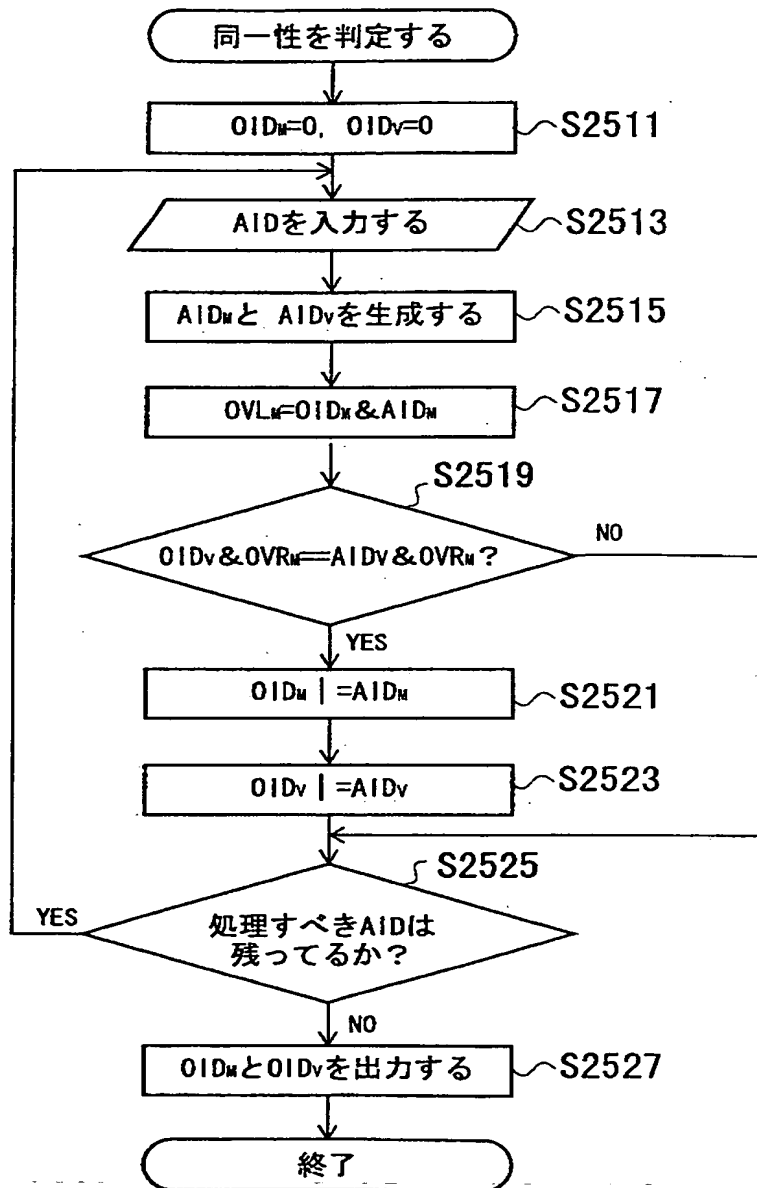 同一性を判定する
OIDM=0, OIDV=0
S2511
AIDを入力する
S2513
AIDMと AIDVを生成する
S2515
OVLM=OIDM&AIDM
S2517
S2519
OIDV&OVRM==AIDV&OVRM?
NO
YES
OIDM|=AIDM
S2521
OIDV|=AIDV
S2523
S2525
YES
処理すべきAIDは
残ってるか?
NO
OIDMとOIDVを出力する
S2527
終了